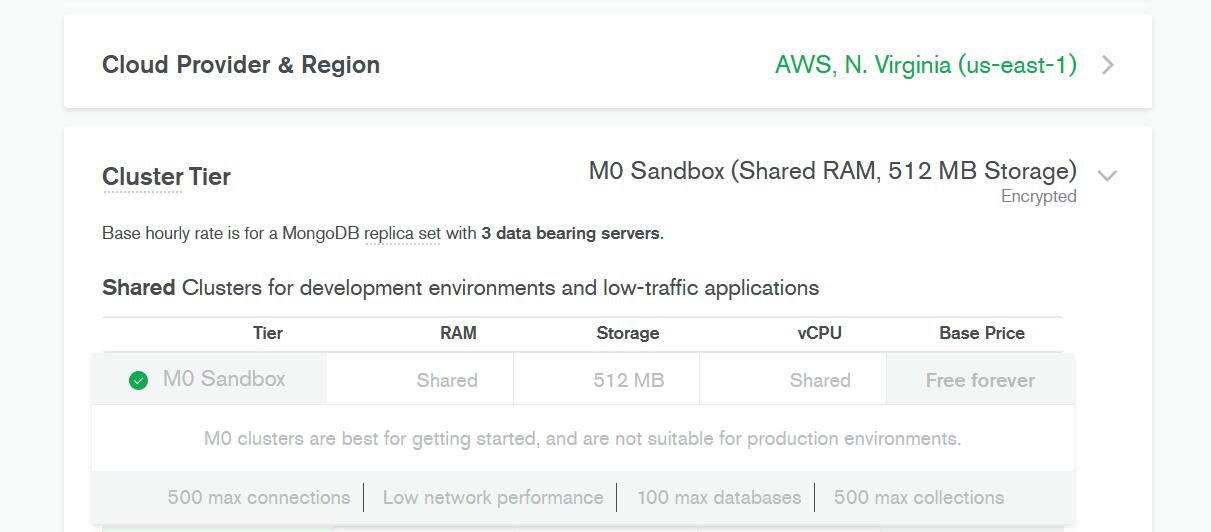 Cloud Provider & Region AWS, N. Virginia (us-east-1)
Cluster Tier M0 Sandbox (Shared RAM, 512 MB Storage)
Encrypted
Base hourly rate is for a MongoDB replica set with 3 data bearing servers.
Shared Clusters for development environments and low-traffic applications
Tier RAM Storage vCPU Base Price
M0 Sandbox Shared 512 MB Shared Free forever
M0 clusters are best for getting started, and are not suitable for production environments.
500 max connections Low network performance 100 max databases 500 max collections